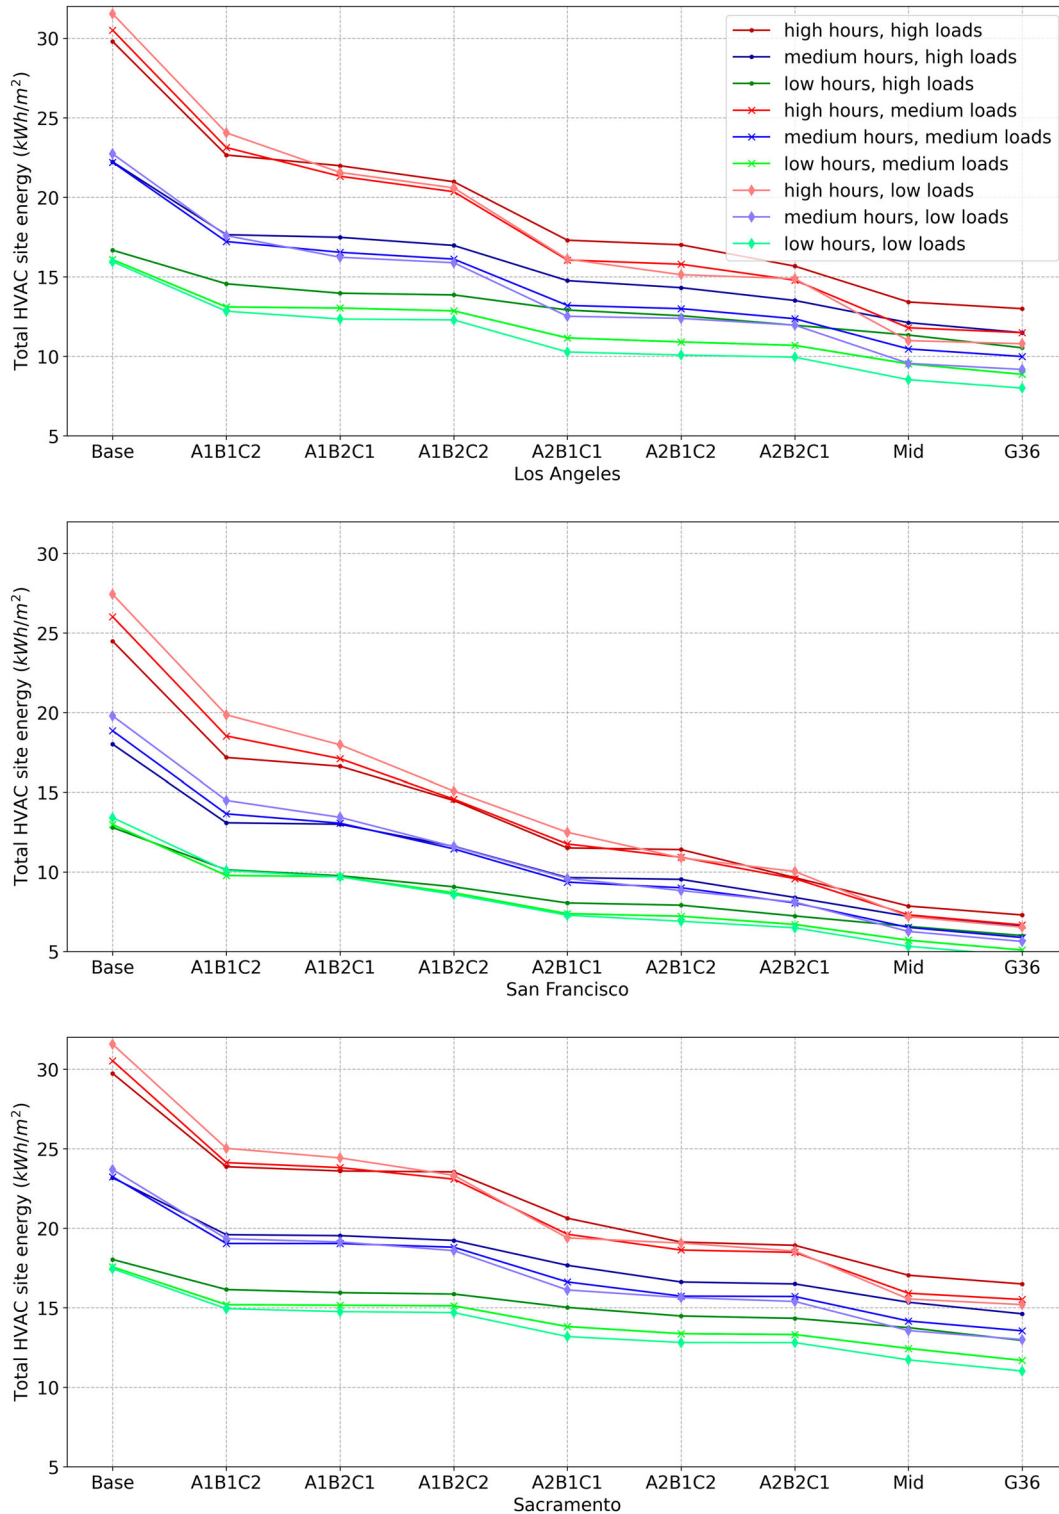 30
25
20
15
10
5
Total HVAC site energy (kWh/m²)
high hours, high loads
medium hours, high loads
low hours, high loads
high hours, medium loads
medium hours, medium loads
low hours, medium loads
high hours, low loads
medium hours, low loads
low hours, low loads
Base A1B1C2 A1B2C1 A1B2C2 A2B1C1 A2B1C2 A2B2C1 Mid G36
Los Angeles
30
25
20
15
10
5
Total HVAC site energy (kWh/m²)
Base A1B1C2 A1B2C1 A1B2C2 A2B1C1 A2B1C2 A2B2C1 Mid G36
San Francisco
30
25
20
15
10
5
Total HVAC site energy (kWh/m²)
Base A1B1C2 A1B2C1 A1B2C2 A2B1C1 A2B1C2 A2B2C1 Mid G36
Sacramento